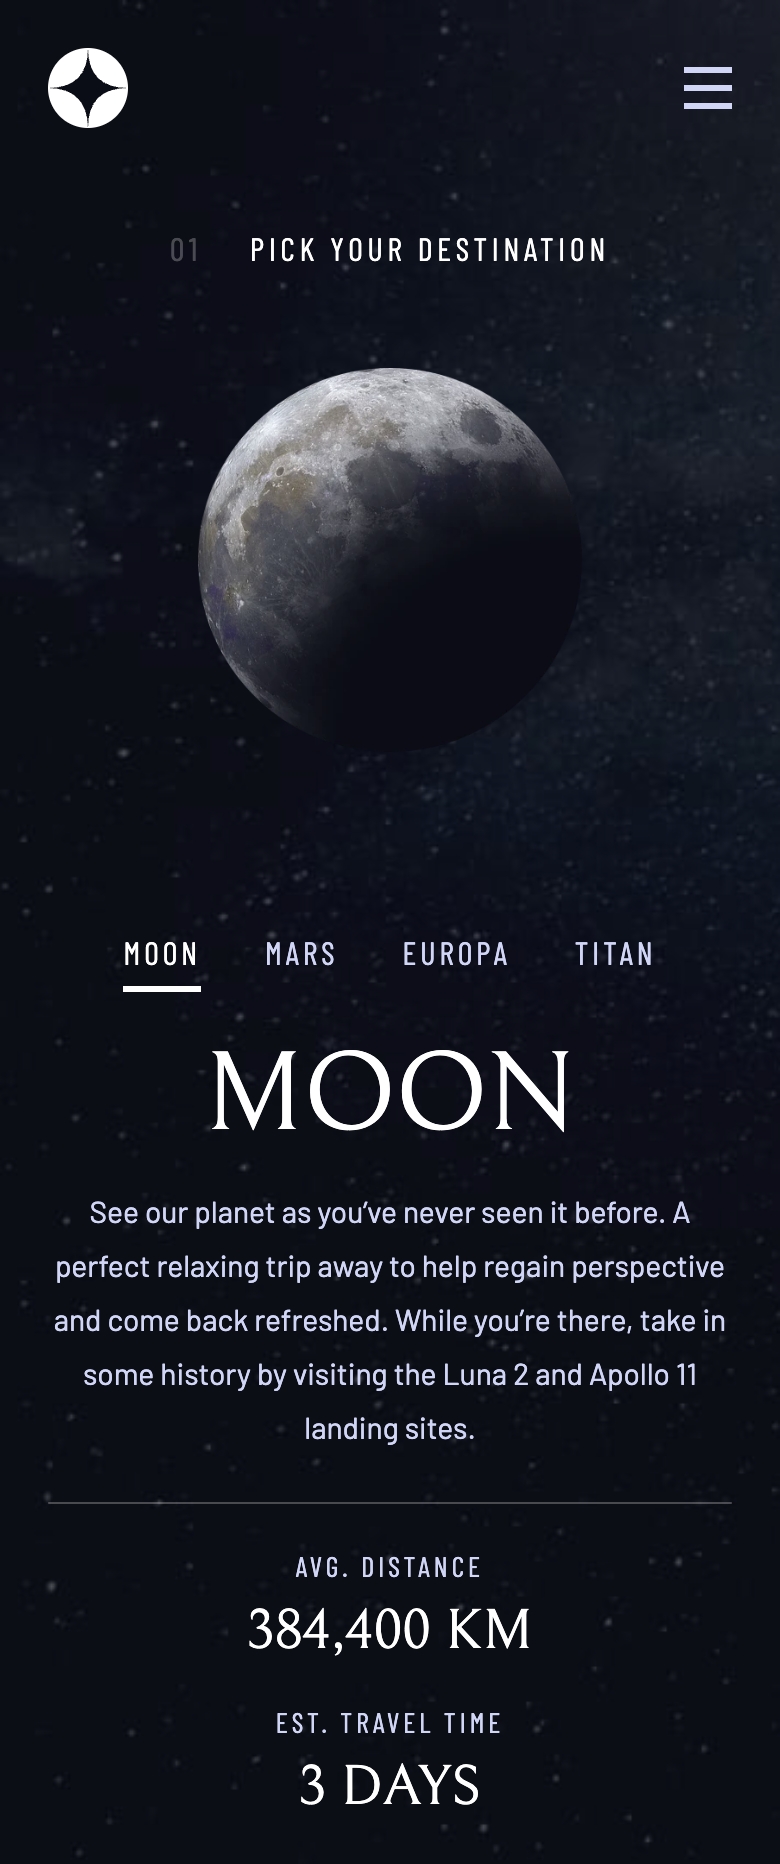 01 PICK YOUR DESTINATION
MOON MARS EUROPA TITAN
MOON
See our planet as you’ve never seen it before. A
perfect relaxing trip away to help regain perspective
and come back refreshed. While you’re there, take in
some history by visiting the Luna 2 and Apollo 11
landing sites.
AVG. DISTANCE
384,400 KM
EST. TRAVEL TIME
3 DAYS